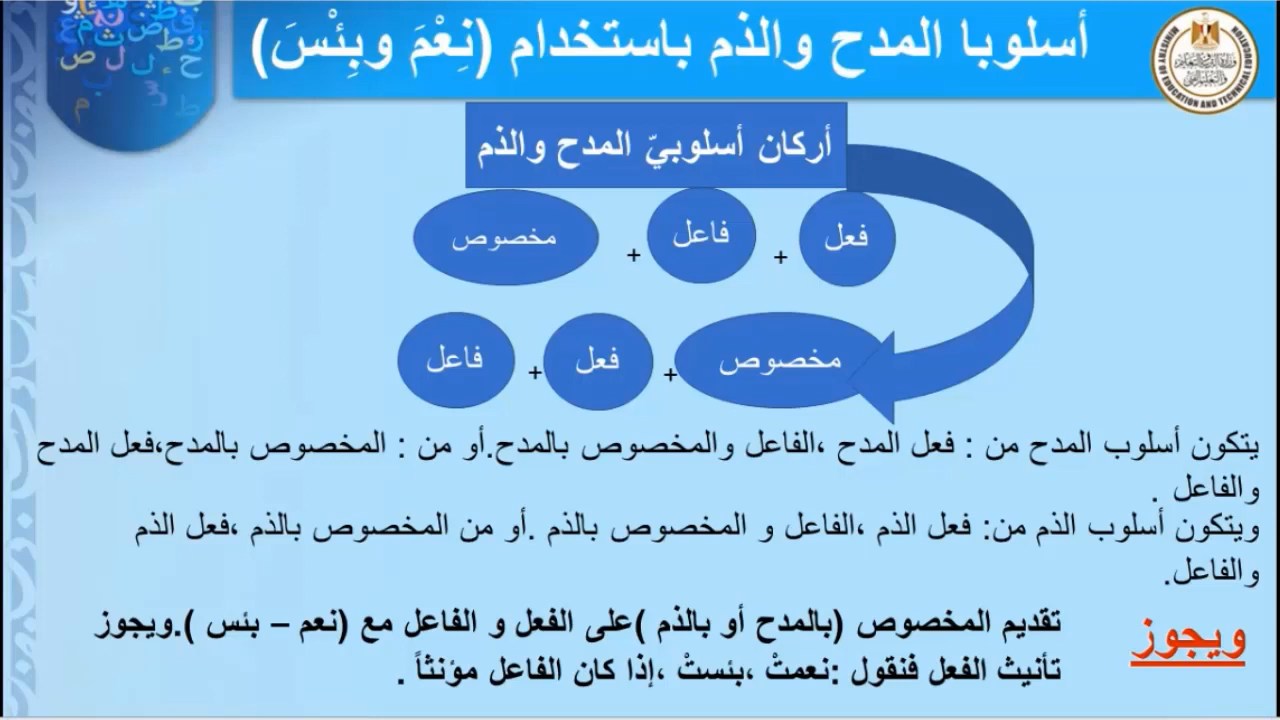 أسلوبا المدح والذم باستخدام (نِعْمَ وبِئْسَ)
أركان أسلوبيّ المدح والذم
فعل + فاعل + مخصوص
مخصوص + فعل + فاعل
يتكون أسلوب المدح من : فعل المدح ،الفاعل والمخصوص بالمدح.أو من : المخصوص بالمدح،فعل المدح
والفاعل .
ويتكون أسلوب الذم من: فعل الذم ،الفاعل و المخصوص بالذم .أو من المخصوص بالذم ،فعل الذم
والفاعل.
ويجوز
تقديم المخصوص (بالمدح أو بالذم )على الفعل و الفاعل مع (نعم – بئس ).ويجوز
تأنيث الفعل فنقول :نعمتْ ،بئستْ ،إذا كان الفاعل مؤنثاً .